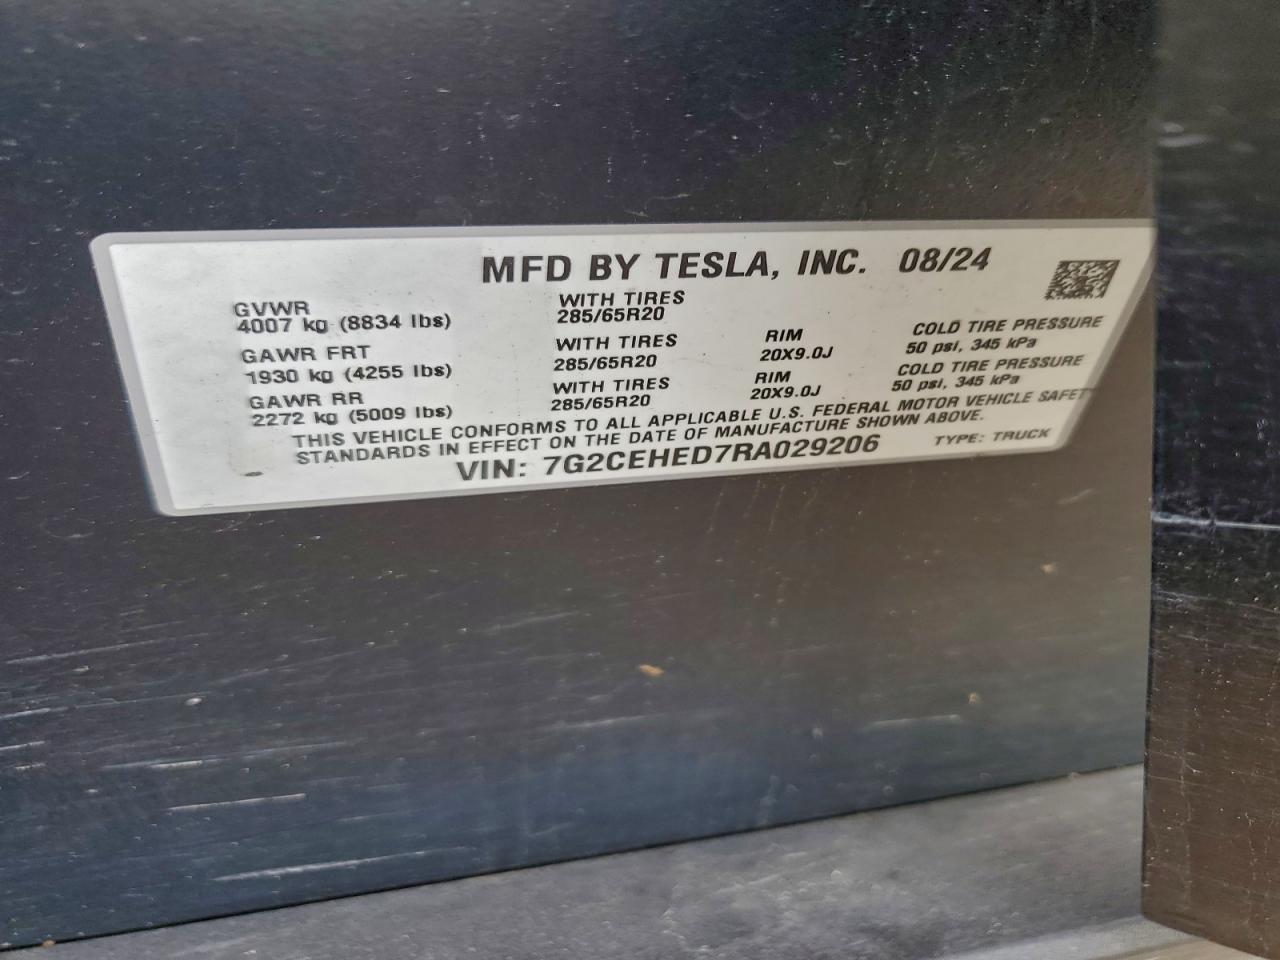 MFD BY TESLA, INC. 08/24
GVWR
4007 kg (8834 lbs)
WITH TIRES
285/65R20
GAWR FRT
1930 kg (4255 lbs)
WITH TIRES
285/65R20
RIM
20X9.0J
COLD TIRE PRESSURE
50 psi, 345 kPa
GAWR RR
2272 kg (5009 lbs)
WITH TIRES
285/65R20
RIM
20X9.0J
COLD TIRE PRESSURE
50 psi, 345 kPa
THIS VEHICLE CONFORMS TO ALL APPLICABLE U.S. FEDERAL MOTOR VEHICLE SAFET
STANDARDS IN EFFECT ON THE DATE OF MANUFACTURE SHOWN ABOVE.
VIN: 7G2CEHED7RA029206 TYPE: TRUCK